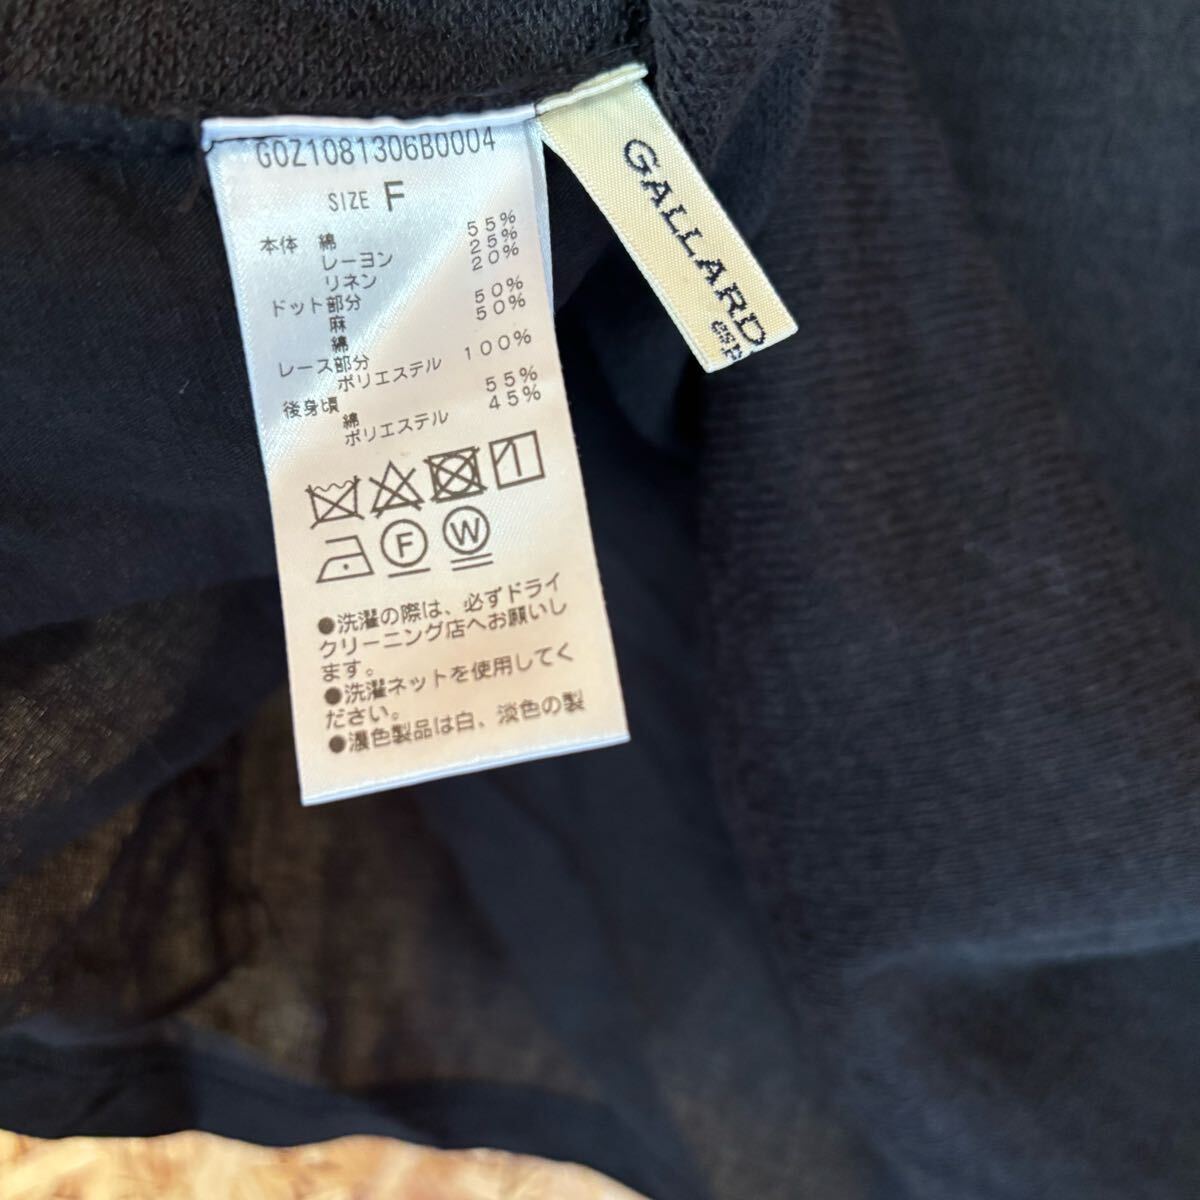 G0Z1081306B0004
SIZE F
本体 綿 55%
レーヨン 25%
リネン 20%
ドット部分
麻 50%
綿 50%
レース部分
ポリエステル 100%
後身頃
綿 55%
ポリエステル 45%
F W
●洗濯の際は、必ずドライ
クリーニング店へお願いし
ます。
●洗濯ネットを使用してく
ださい。
●濃色製品は白、淡色の製
GALLARD
esp